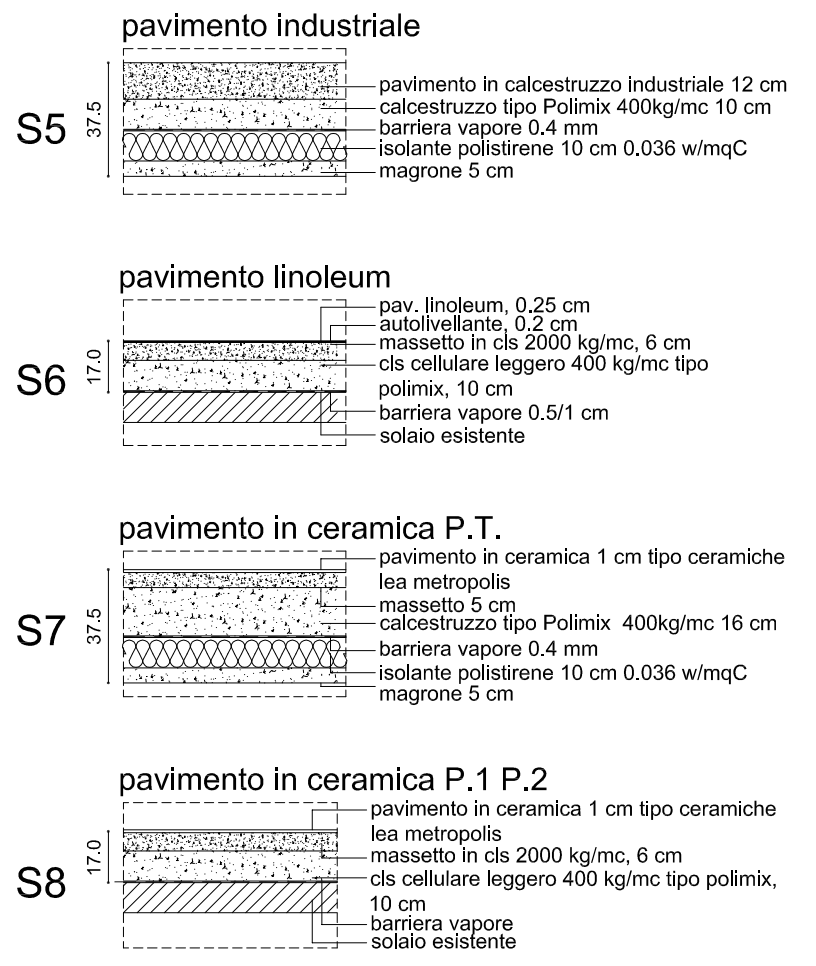 pavimento industriale
S5
37.5
pavimento in calcestruzzo industriale 12 cm
calcestruzzo tipo Polimix 400kg/mc 10 cm
barriera vapore 0.4 mm
isolante polistirene 10 cm 0.036 w/mqC
magrone 5 cm
pavimento linoleum
S6
17.0
pav. linoleum, 0.25 cm
autolivellante, 0.2 cm
massetto in cls 2000 kg/mc, 6 cm
cls cellulare leggero 400 kg/mc tipo
polimix, 10 cm
barriera vapore 0.5/1 cm
solaio esistente
pavimento in ceramica P.T.
S7
37.5
pavimento in ceramica 1 cm tipo ceramiche
lea metropolis
massetto 5 cm
calcestruzzo tipo Polimix 400kg/mc 16 cm
barriera vapore 0.4 mm
isolante polistirene 10 cm 0.036 w/mqC
magrone 5 cm
pavimento in ceramica P.1 P.2
S8
17.0
pavimento in ceramica 1 cm tipo ceramiche
lea metropolis
massetto in cls 2000 kg/mc, 6 cm
cls cellulare leggero 400 kg/mc tipo polimix,
10 cm
barriera vapore
solaio esistente